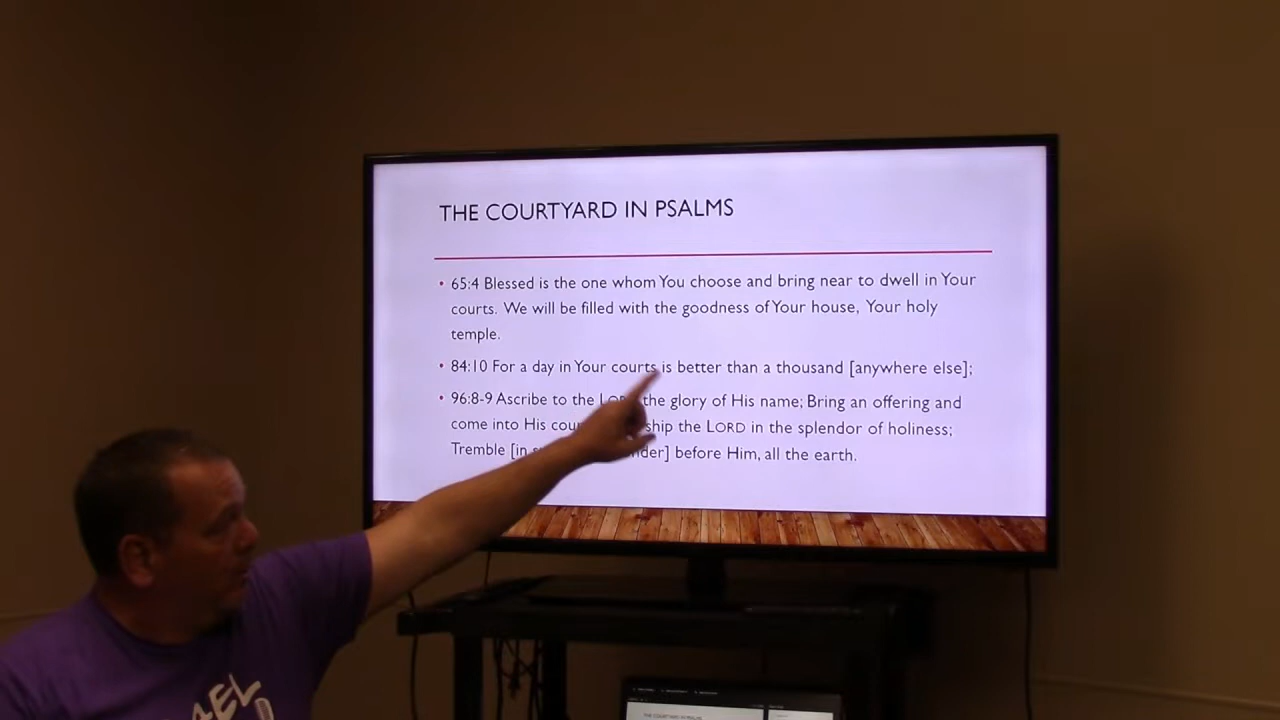 THE COURTYARD IN PSALMS
• 65:4 Blessed is the one whom You choose and bring near to dwell in Your
courts. We will be filled with the goodness of Your house, Your holy
temple.
• 84:10 For a day in Your courts is better than a thousand [anywhere else];
• 96:8-9 Ascribe to the the glory of His name; Bring an offering and
come into His the LORD in the splendor of holiness;
Tremble [in before Him, all the earth.
THE COURTYARD IN PSALMS